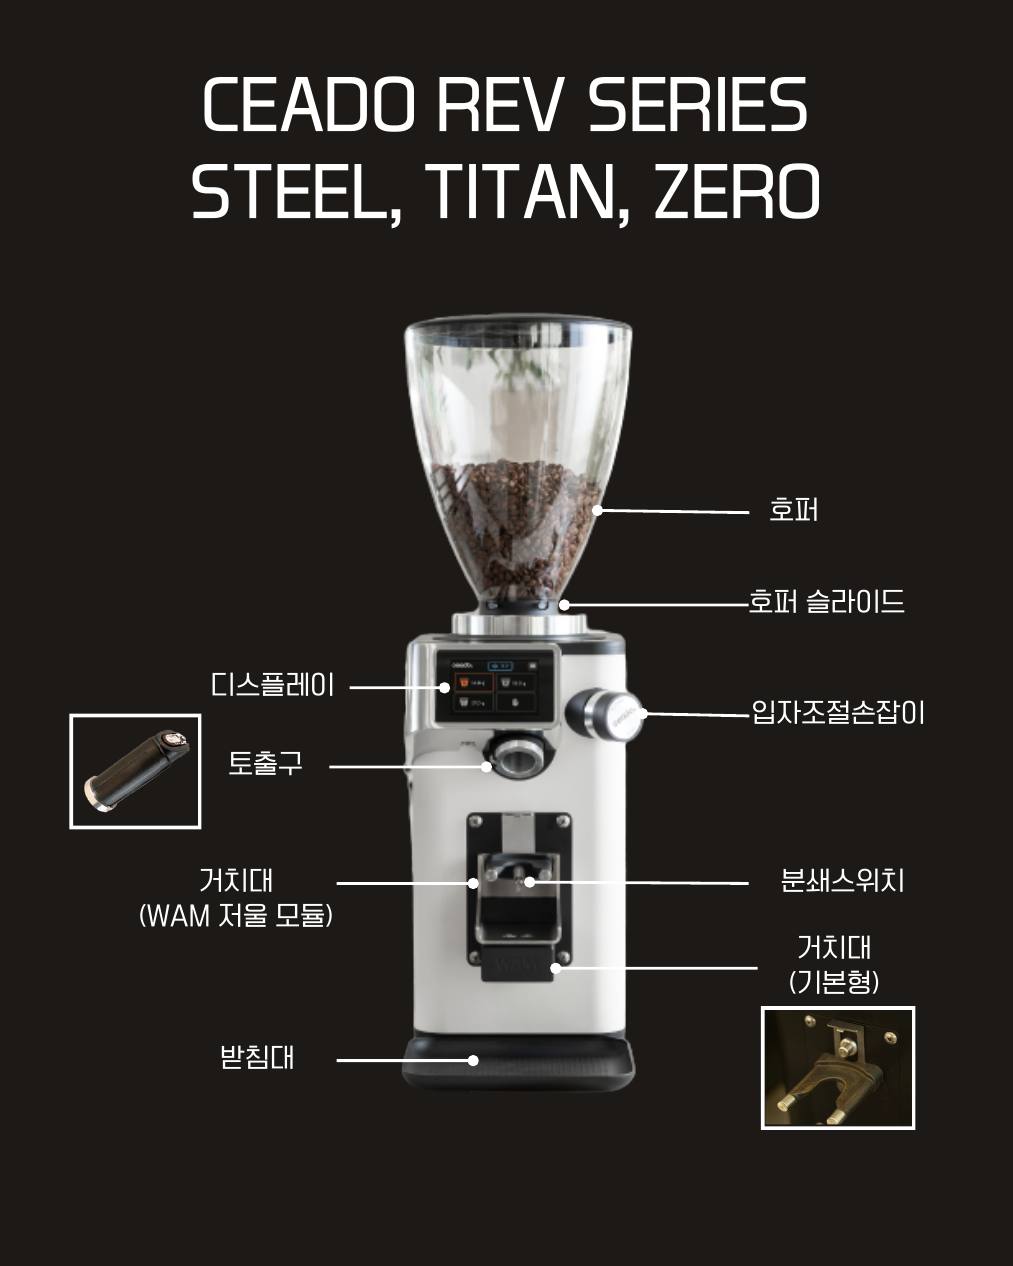 CEADO REV SERIES
STEEL, TITAN, ZERO
호퍼
호퍼 슬라이드
디스플레이
입자조절손잡이
토출구
거치대
(WAM 저울 모듈)
분쇄스위치
거치대
(기본형)
받침대
ceado